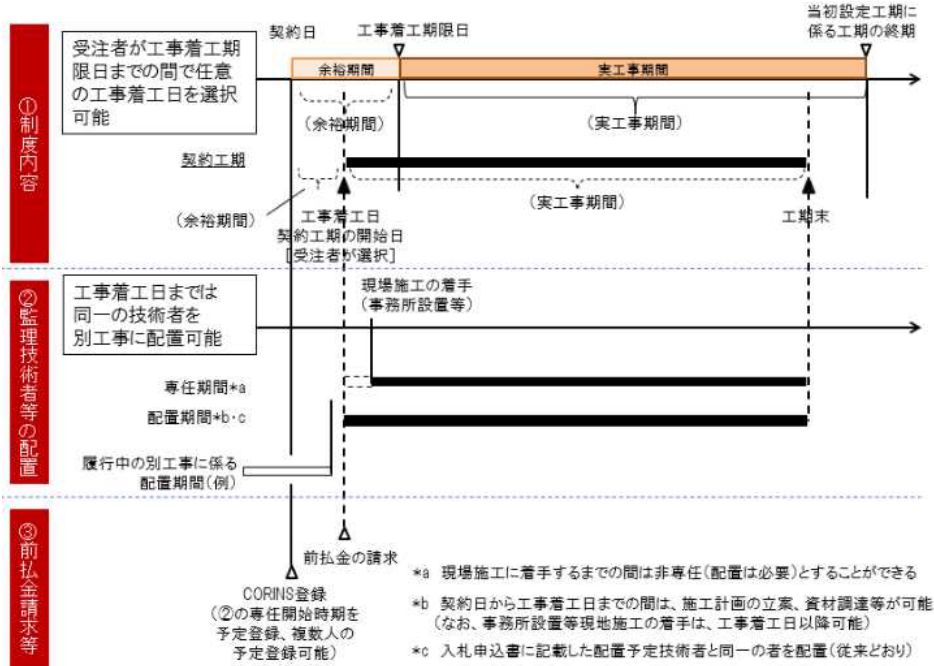 ①制度内容
受注者が工事着工期
限日までの間で任意
の工事着工日を選択
可能
契約日
工事着工期限日
当初設定工期に
係る工期の終期
余裕期間
実工事期間
(余裕期間)
(実工事期間)
契約工期
(余裕期間)
(実工事期間)
工事着工日
契約工期の開始日
[受注者が選択]
工期末
②監理技術者等の配置
工事着工日までは
同一の技術者を
別工事に配置可能
現場施工の着手
(事務所設置等)
専任期間*a
配置期間*b・c
履行中の別工事に係る
配置期間(例)
③前払金請求等
前払金の請求
CORINS登録
(②の専任開始時期を
予定登録、複数人の
予定登録可能)
*a 現場施工に着手するまでの間は非専任(配置は必要)とすることができる
*b 契約日から工事着工日までの間は、施工計画の立案、資材調達等が可能
(なお、事務所設置等現地施工の着手は、工事着工日以降可能)
*c 入札申込書に記載した配置予定技術者と同一の者を配置(従来どおり)